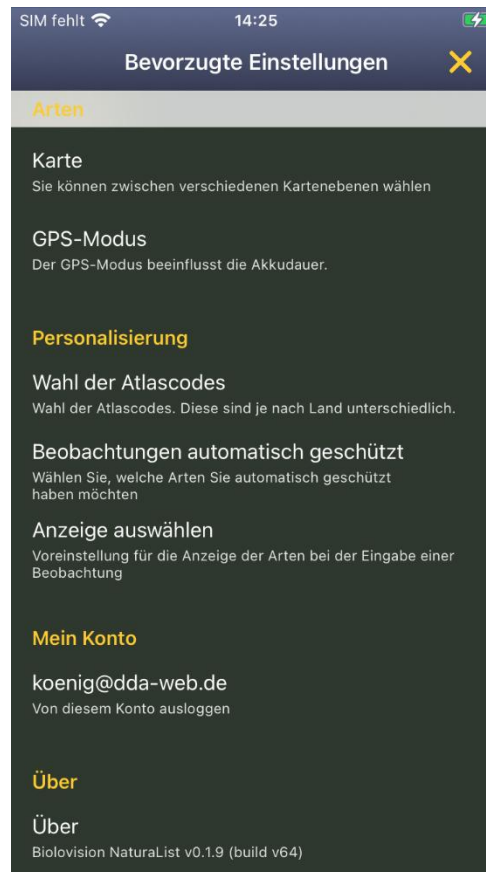 SIM fehlt 14:25
Bevorzugte Einstellungen
Arten
Karte
Sie können zwischen verschiedenen Kartenebenen wählen
GPS-Modus
Der GPS-Modus beeinflusst die Akkudauer.
Personalisierung
Wahl der Atlascodes
Wahl der Atlascodes. Diese sind je nach Land unterschiedlich.
Beobachtungen automatisch geschützt
Wählen Sie, welche Arten Sie automatisch geschützt
haben möchten
Anzeige auswählen
Voreinstellung für die Anzeige der Arten bei der Eingabe einer
Beobachtung
Mein Konto
koenig@dda-web.de
Von diesem Konto ausloggen
Über
Über
Biolovision NaturaList v0.1.9 (build v64)